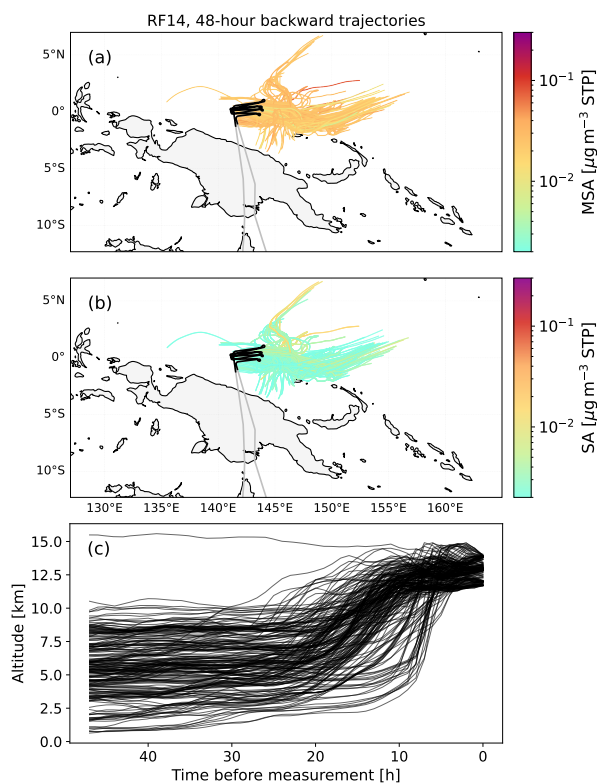 RF14, 48-hour backward trajectories
(a)
5°N
0°
5°S
10°S
10⁻¹
10⁻²
MSA [µg m⁻³ STP]
(b)
5°N
0°
5°S
10°S
130°E 135°E 140°E 145°E 150°E 155°E 160°E
10⁻¹
10⁻²
SA [µg m⁻³ STP]
(c)
15.0
12.5
10.0
7.5
5.0
2.5
0.0
Altitude [km]
40 30 20 10 0
Time before measurement [h]